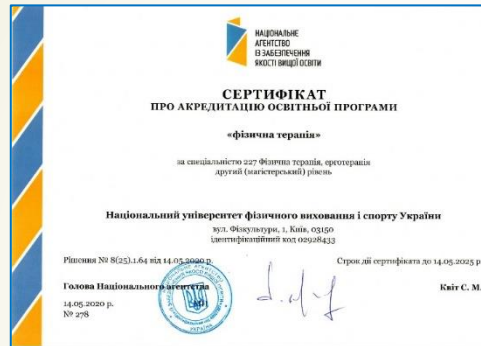 НАЦІОНАЛЬНЕ
АГЕНТСТВО
ІЗ ЗАБЕЗПЕЧЕННЯ
ЯКОСТІ ВИЩОЇ ОСВІТИ
СЕРТИФІКАТ
ПРО АКРЕДИТАЦІЮ ОСВІТНЬОЇ ПРОГРАМИ
«фізична терапія»
за спеціальністю 227 Фізична терапія, ерготерапія
другий (магістерський) рівень
Національний університет фізичного виховання і спорту України
вул. Фізкультури, 1, Київ, 03150
ідентифікаційний код 02928433
Рішення № 8(25).1.64 від 14.05.2020 р.
Строк дії сертифіката до 14.05.2025 р.
Голова Національного агентства
Квіт С. М.
14.05.2020 р.
№ 278
УКРАЇНА